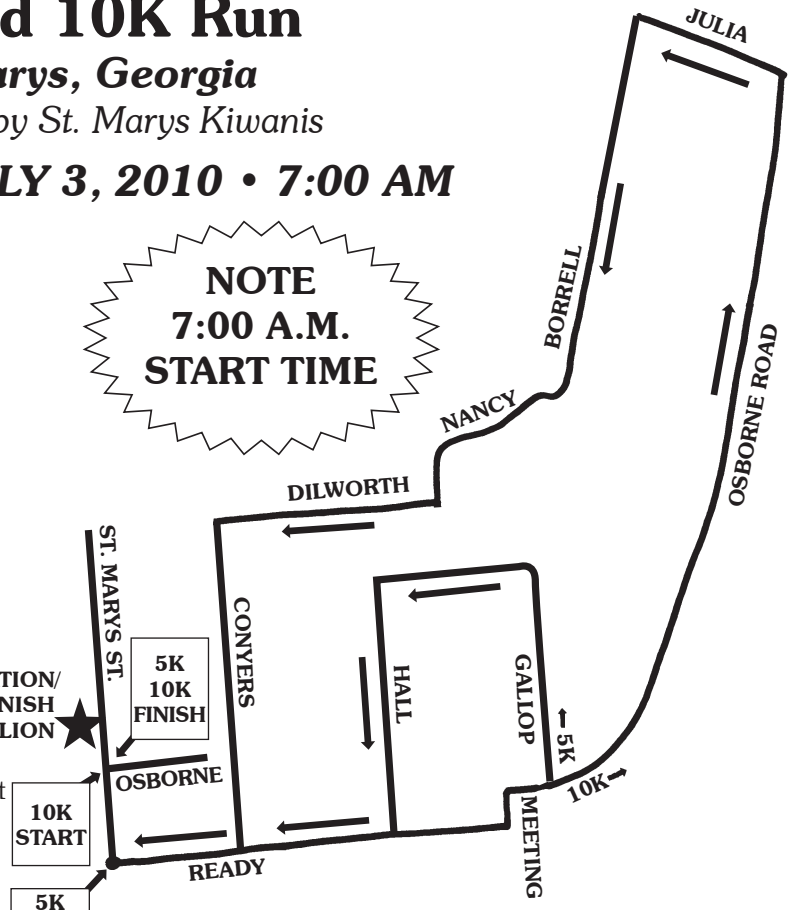 d 10K Run
arys, Georgia
by St. Marys Kiwanis
LY 3, 2010 • 7:00 AM
NOTE
7:00 A.M.
START TIME
JULIA
BORRELL
OSBORNE ROAD
NANCY
DILWORTH
ST. MARYS ST.
CONYERS
HALL
GALLOP
5K
10K
MEETING
5K
10K
FINISH
TION/
NISH
LION
OSBORNE
t
10K
START
READY
5K